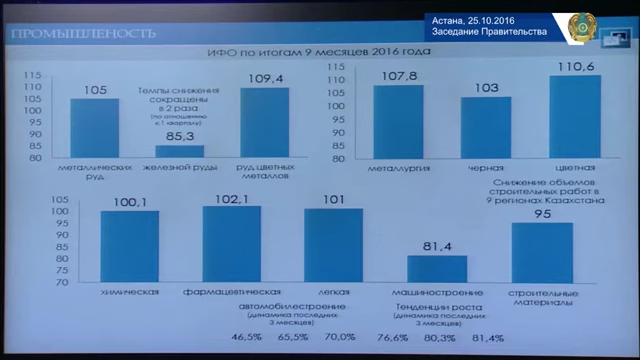 Астана, 25.10.2016
Заседание Правительства
ПРОМЫШЛЕНОСТЬ
ИФО по итогам 9 месяцев 2016 года
115
110
105
100
95
90
85
80
105
Темпы снижения
сокращены
в 2 раза
(по отношению
к 1 кварталу)
85,3
109,4
металлических
руд
железной руды
руд цветных
металлов
115
110
105
100
95
90
85
80
107,8
103
110,6
металлургия
черная
цветная
Снижение объемов
строительных работ в
9 регионах Казахстана
105
100
95
90
85
80
75
70
100,1
102,1
101
81,4
95
химическая
фармацевтическая
легкая
машиностроение
строительные
материалы
автомобилестроение
(динамика последних
3 месяцев)
46,5% 65,5% 70,0%
Тенденции роста
(динамика последних
3 месяцев)
76,6% 80,3% 81,4%